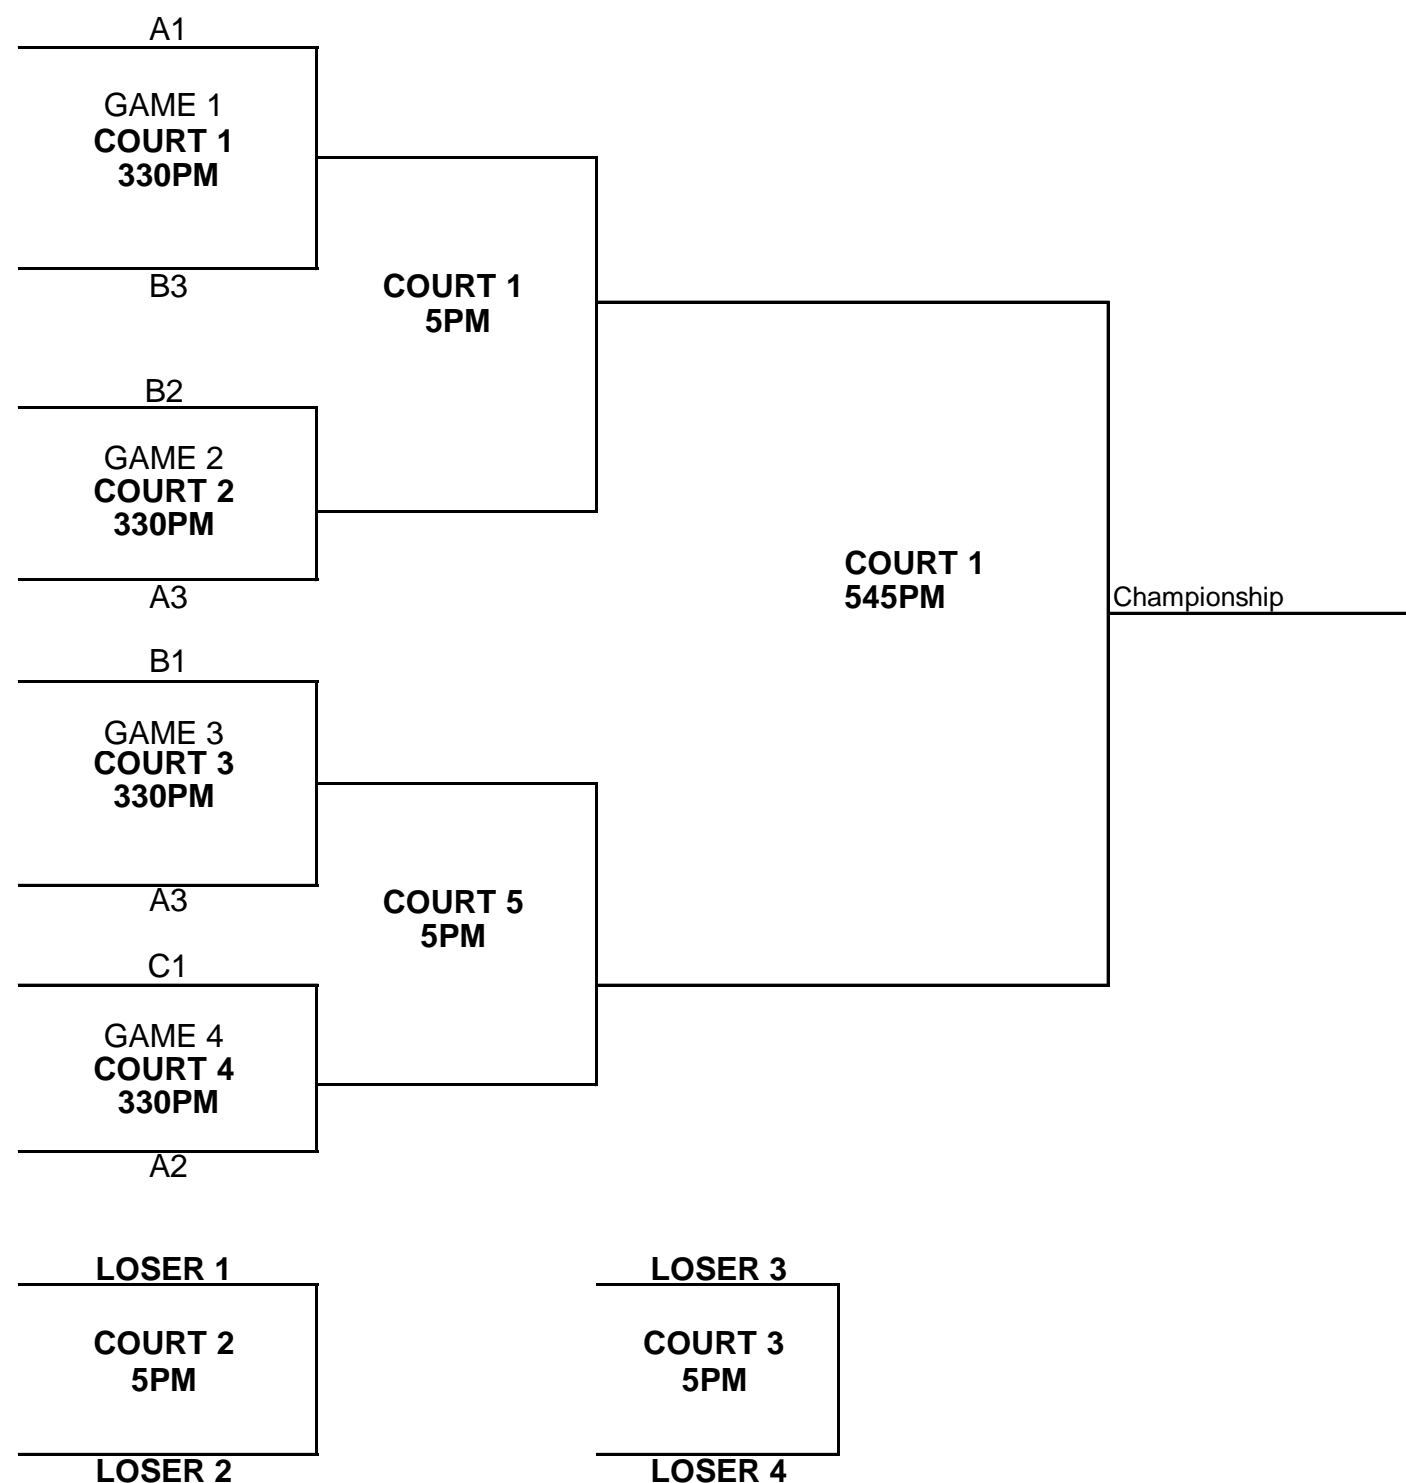 A1
GAME 1
COURT 1
330PM
B3
COURT 1
5PM
B2
GAME 2
COURT 2
330PM
A3
COURT 1
545PM
Championship
B1
GAME 3
COURT 3
330PM
A3
COURT 5
5PM
C1
GAME 4
COURT 4
330PM
A2
LOSER 1
COURT 2
5PM
LOSER 2
LOSER 3
COURT 3
5PM
LOSER 4